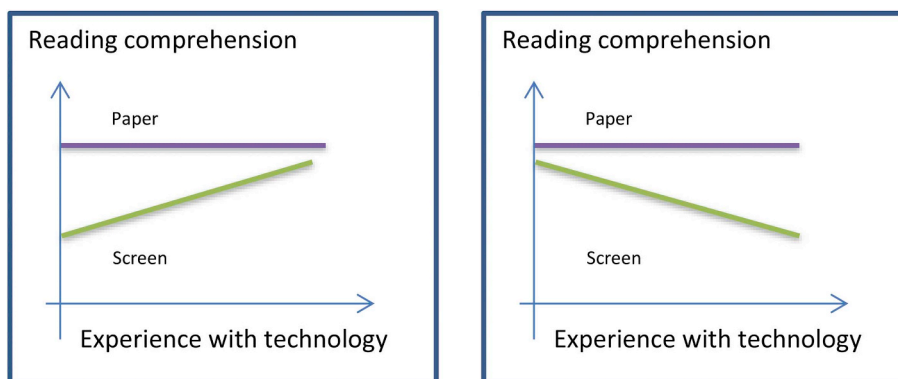 Reading comprehension
Paper
Screen
Experience with technology
Reading comprehension
Paper
Screen
Experience with technology